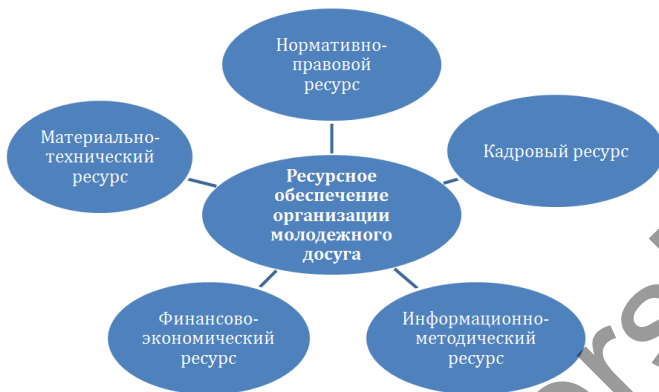 Нормативно-
правовой
ресурс
Материально-
технический
ресурс
Кадровый ресурс
Ресурсное
обеспечение
организации
молодежного
досуга
Финансово-
экономический
ресурс
Информационно-
методический
ресурс